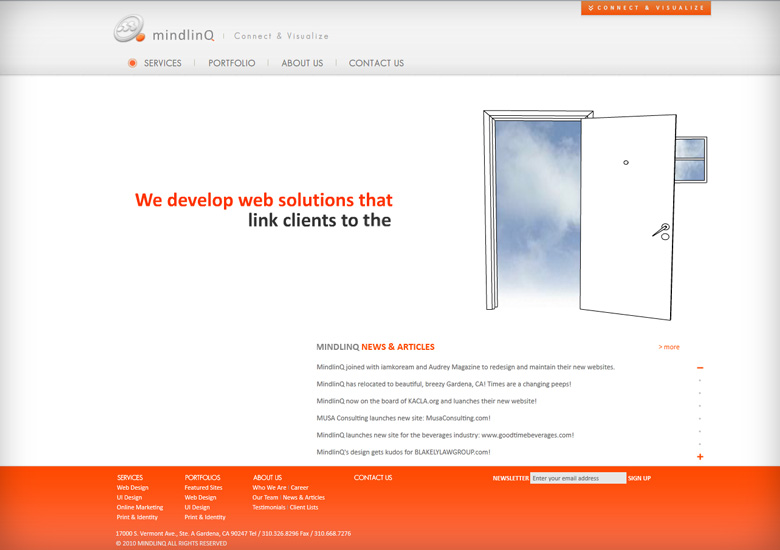 CONNECT & VISUALIZE
mindlinQ | Connect & Visualize
SERVICES | PORTFOLIO | ABOUT US | CONTACT US
We develop web solutions that
link clients to the
MINDLINQ NEWS & ARTICLES > more
MindlinQ joined with iamkoream and Audrey Magazine to redesign and maintain their new websites.
MindlinQ has relocated to beautiful, breezy Gardena, CA! Times are a changing peeps!
MindlinQ now on the board of KACLA.org and luanches their new website!
MUSA Consulting launches new site: MusaConsulting.com!
MindlinQ launches new site for the beverages industry: www.goodtimebeverages.com!
MindlinQ's design gets kudos for BLAKELYLAWGROUP.com!
SERVICES PORTFOLIOS ABOUT US CONTACT US NEWSLETTER Enter your email address SIGN UP
Web Design Featured Sites Who We Are | Career
UI Design Web Design Our Team | News & Articles
Online Marketing UI Design Testimonials | Client Lists
Print & Identity Print & Identity
17000 S. Vermont Ave., Ste. A Gardena, CA 90247 Tel / 310.526.8296 Fax / 310.668.7276
© 2010 MINDLINQ ALL RIGHTS RESERVED